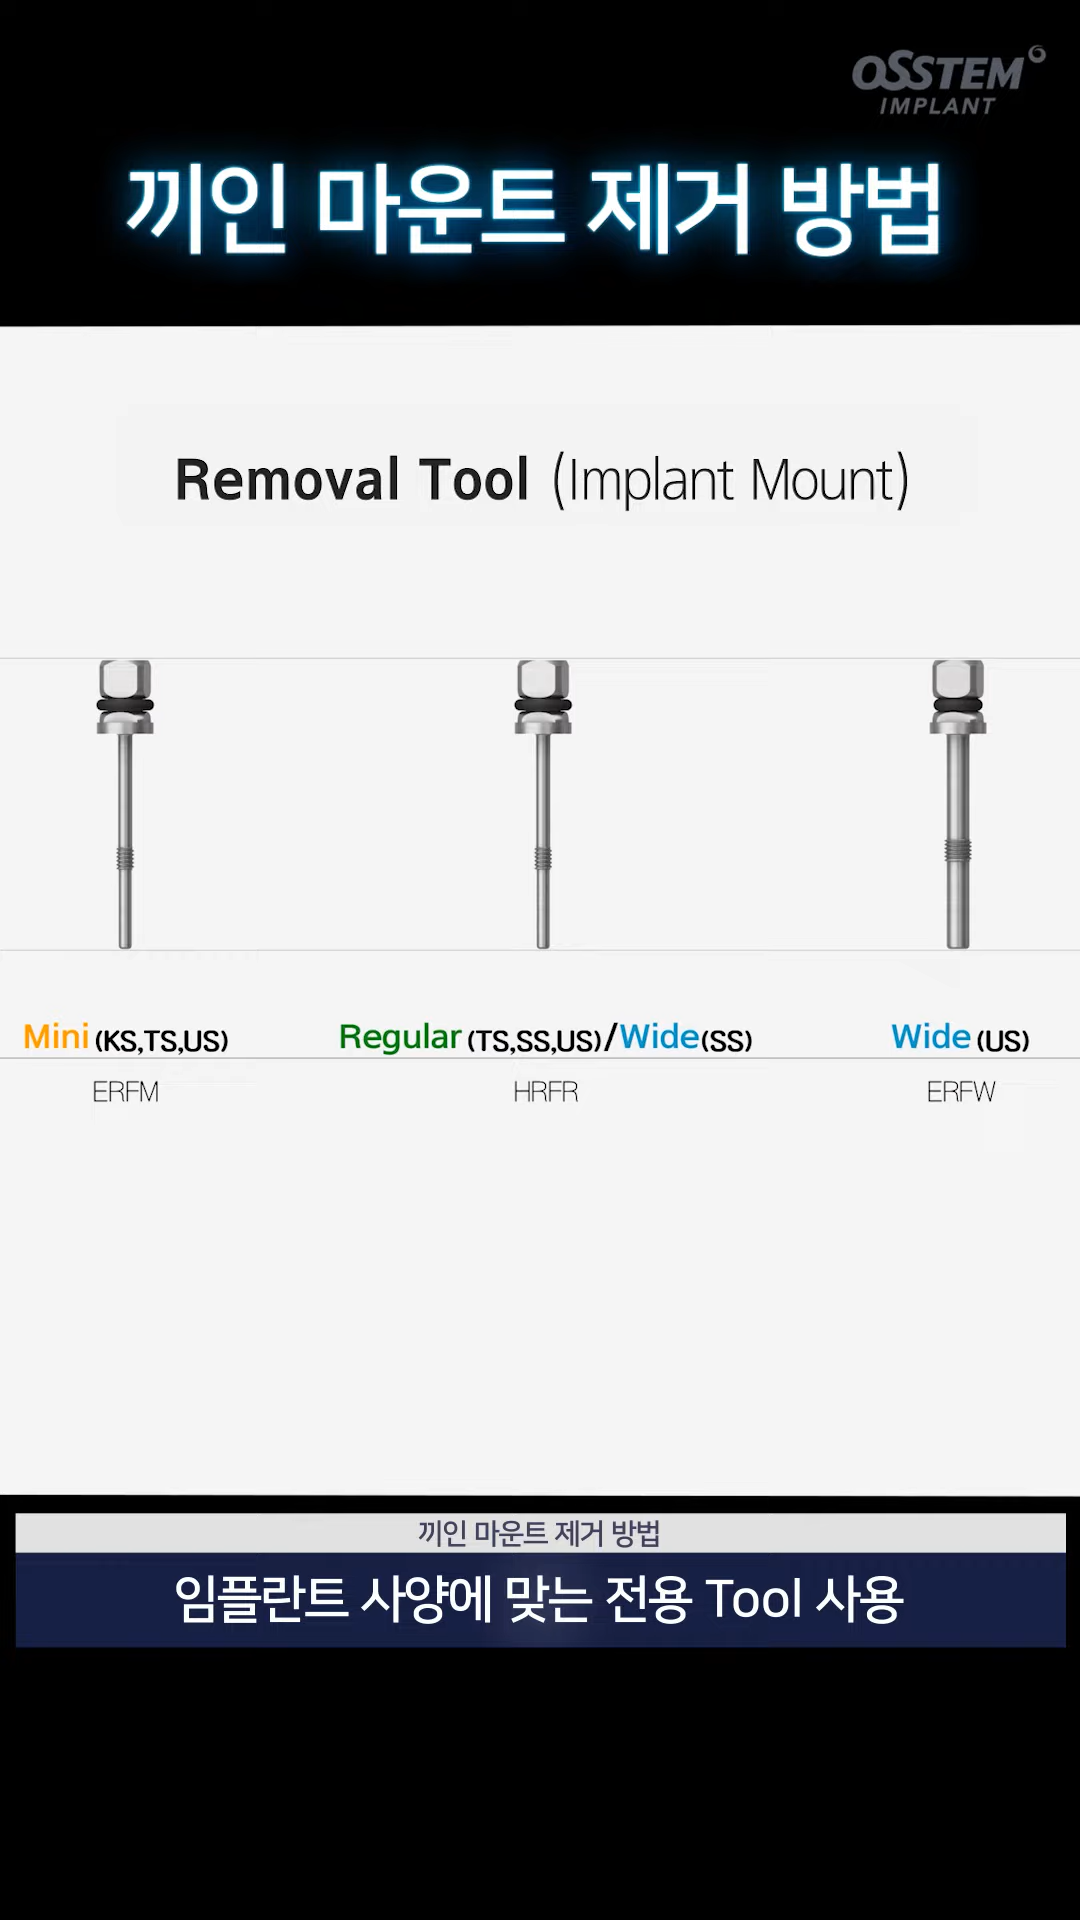 OSSTEM
IMPLANT
끼인 마운트 제거 방법
Removal Tool (Implant Mount)
Mini (KS,TS,US)
Regular (TS,SS,US)/Wide(SS)
Wide (US)
ERFM
HRFR
ERFW
끼인 마운트 제거 방법
임플란트 사양에 맞는 전용 Tool 사용